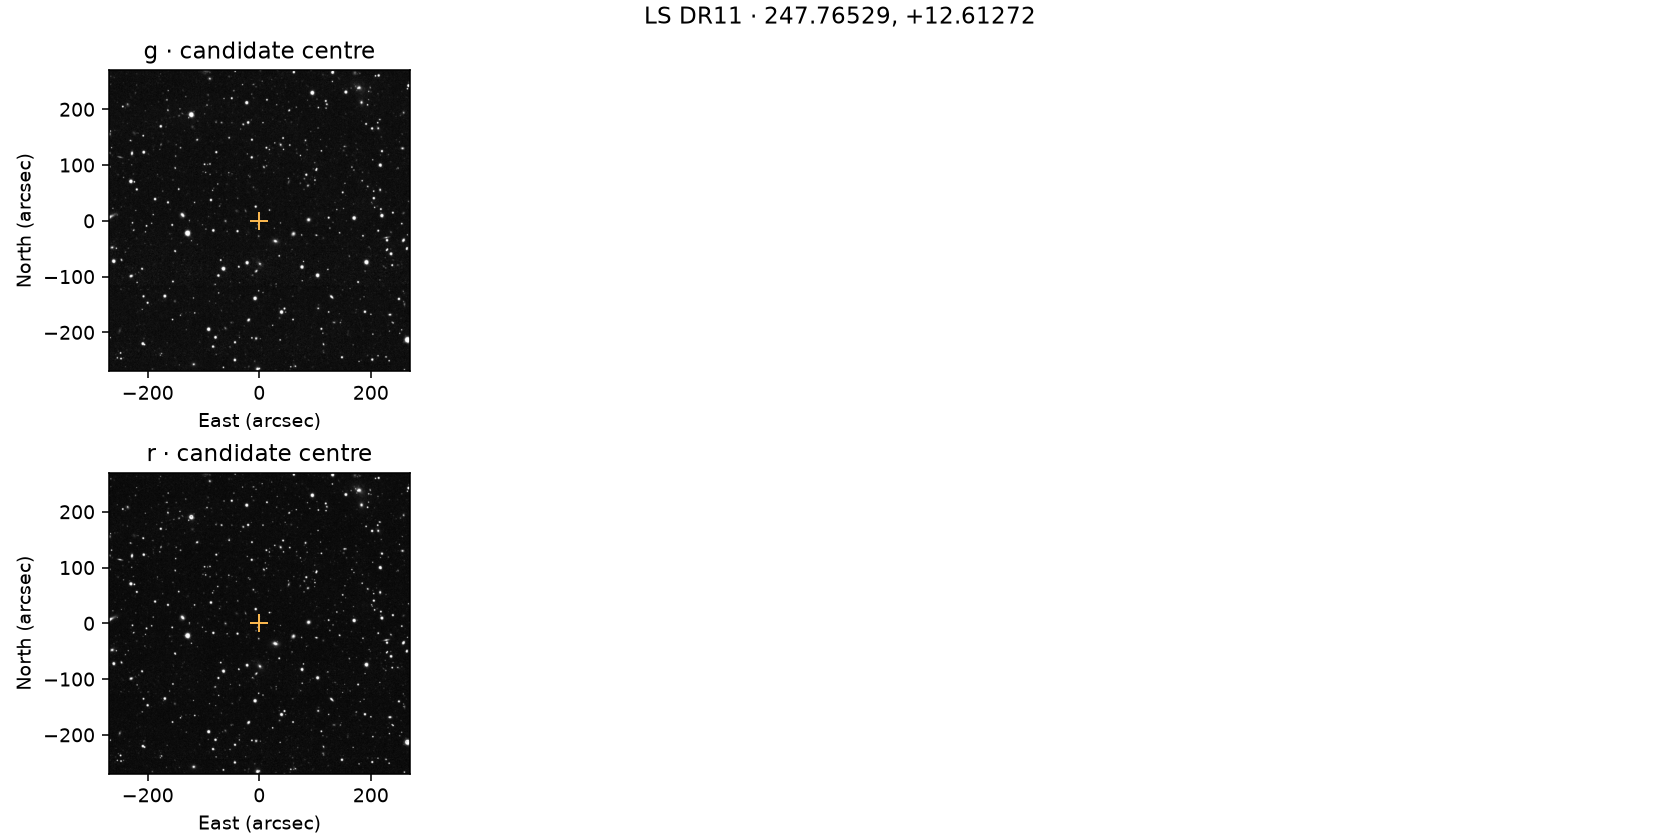 LS DR11 · 247.76529, +12.61272
g · candidate centre
200
100
0
−100
−200
North (arcsec)
−200 0 200
East (arcsec)
r · candidate centre
200
100
0
−100
−200
North (arcsec)
−200 0 200
East (arcsec)